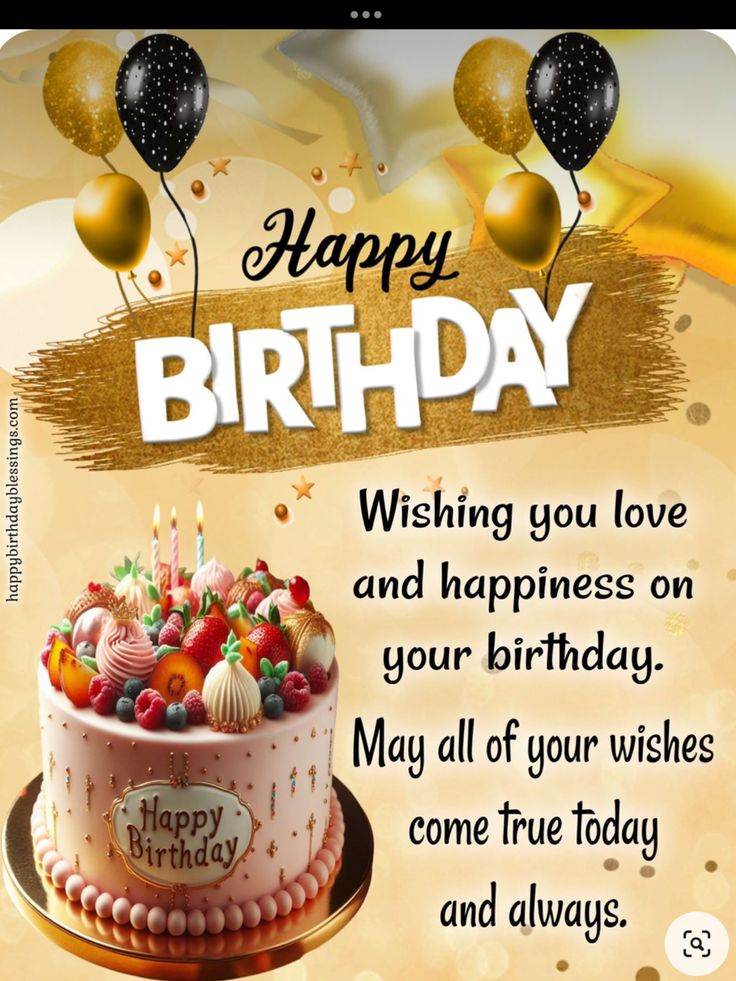 Happy
BIRTHDAY
happybirthdayblessings.com
Wishing you love
and happiness on
your birthday.
May all of your wishes
come true today
and always.
Happy
Birthday